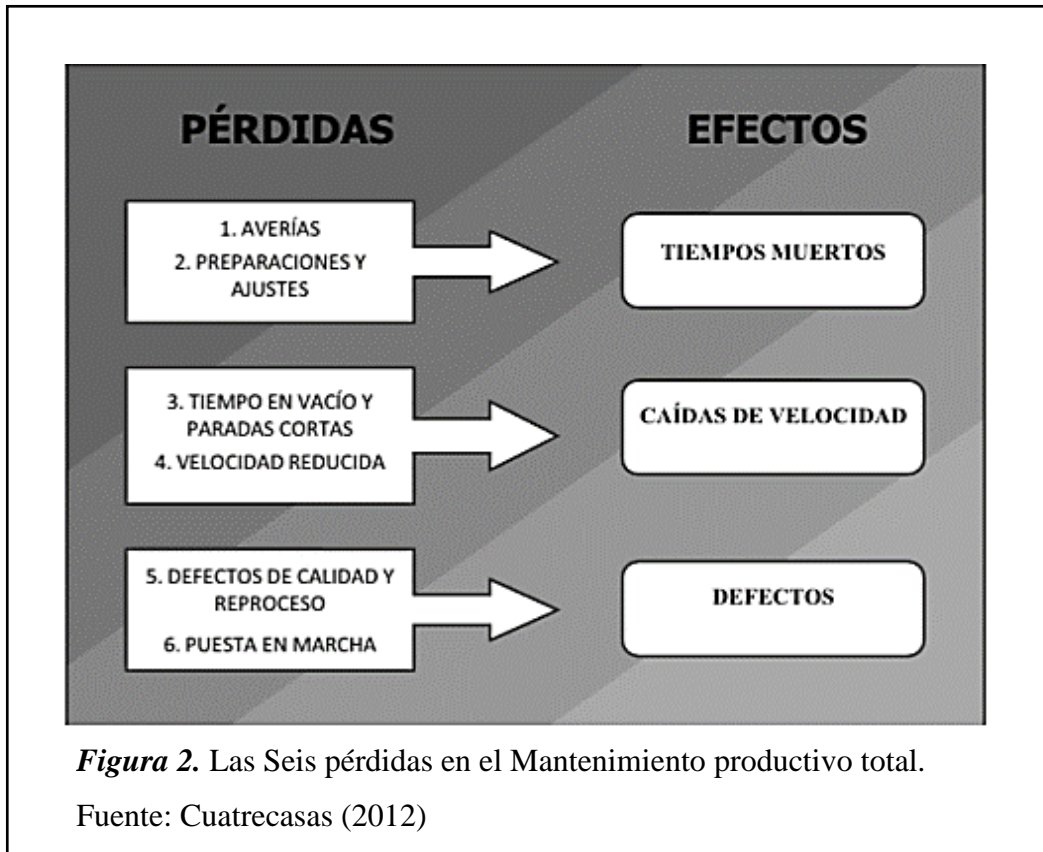 PÉRDIDAS
EFECTOS
1. AVERÍAS
2. PREPARACIONES Y
AJUSTES
TIEMPOS MUERTOS
3. TIEMPO EN VACÍO Y
PARADAS CORTAS
4. VELOCIDAD REDUCIDA
CAÍDAS DE VELOCIDAD
5. DEFECTOS DE CALIDAD Y
REPROCESO
6. PUESTA EN MARCHA
DEFECTOS
Figura 2. Las Seis pérdidas en el Mantenimiento productivo total.
Fuente: Cuatrecasas (2012)